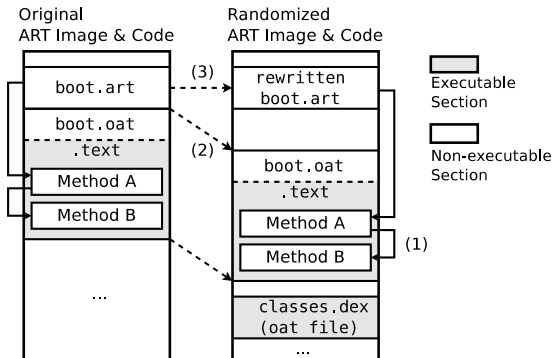 Original
ART Image & Code
Randomized
ART Image & Code
boot.art
(3)
rewritten
boot.art
Executable
Section
boot.oat
(2)
Non-executable
Section
.text
boot.oat
Method A
.text
Method B
Method A
(1)
Method B
...
classes.dex
(oat file)
...